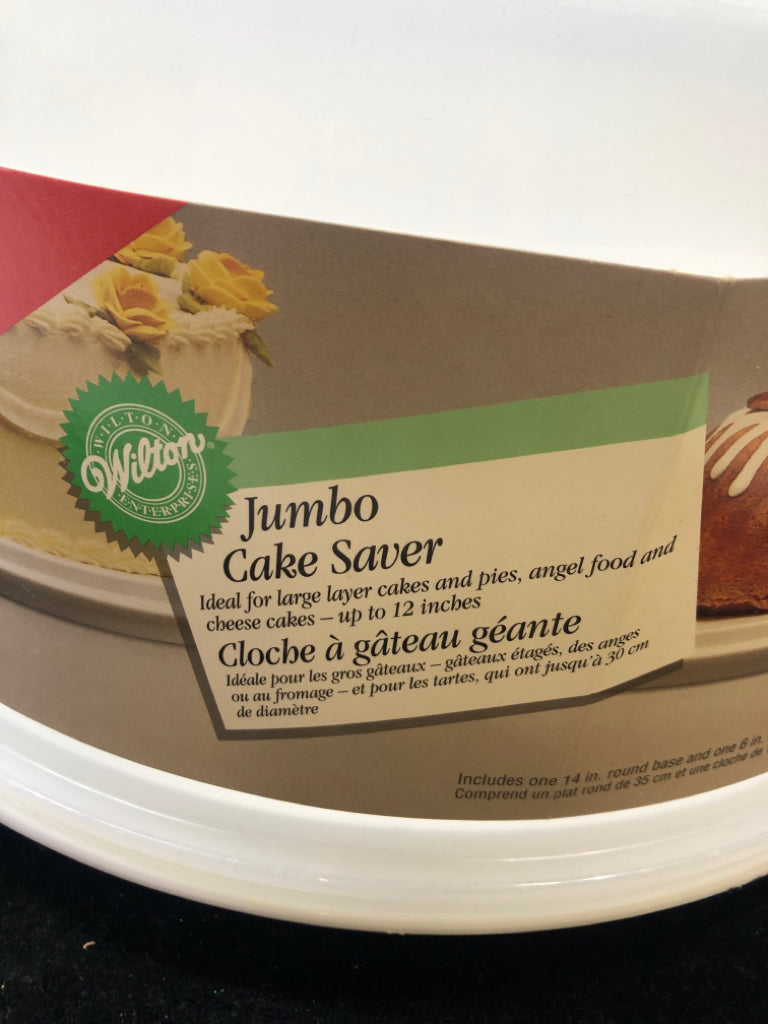 WILTON
Wilton®
ENTERPRISES
Jumbo
Cake Saver
Ideal for large layer cakes and pies, angel food and
cheese cakes – up to 12 inches
Cloche à gâteau géante
Idéale pour les gros gâteaux – gâteaux étagés, des anges
ou au fromage – et pour les tartes, qui ont jusqu'à 30 cm
de diamètre
Includes one 14 in. round base and one 6 in.
Comprend un plat rond de 35 cm et une cloche de